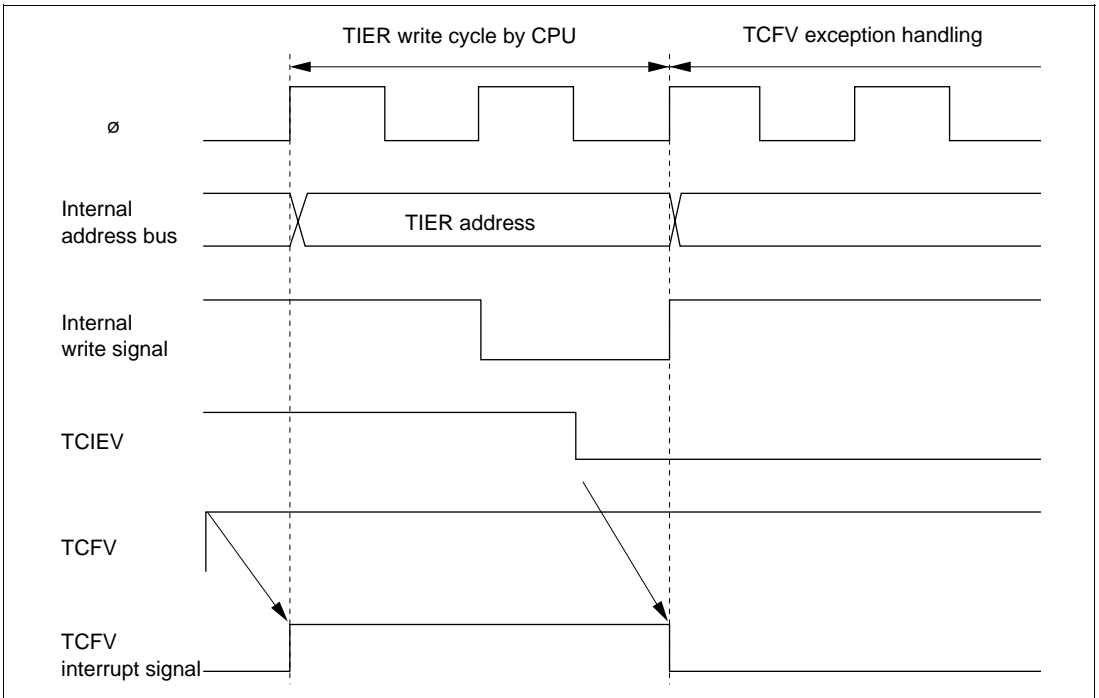 TIER write cycle by CPU
TCFV exception handling
ø
Internal
address bus
TIER address
Internal
write signal
TCIEV
TCFV
TCFV
interrupt signal